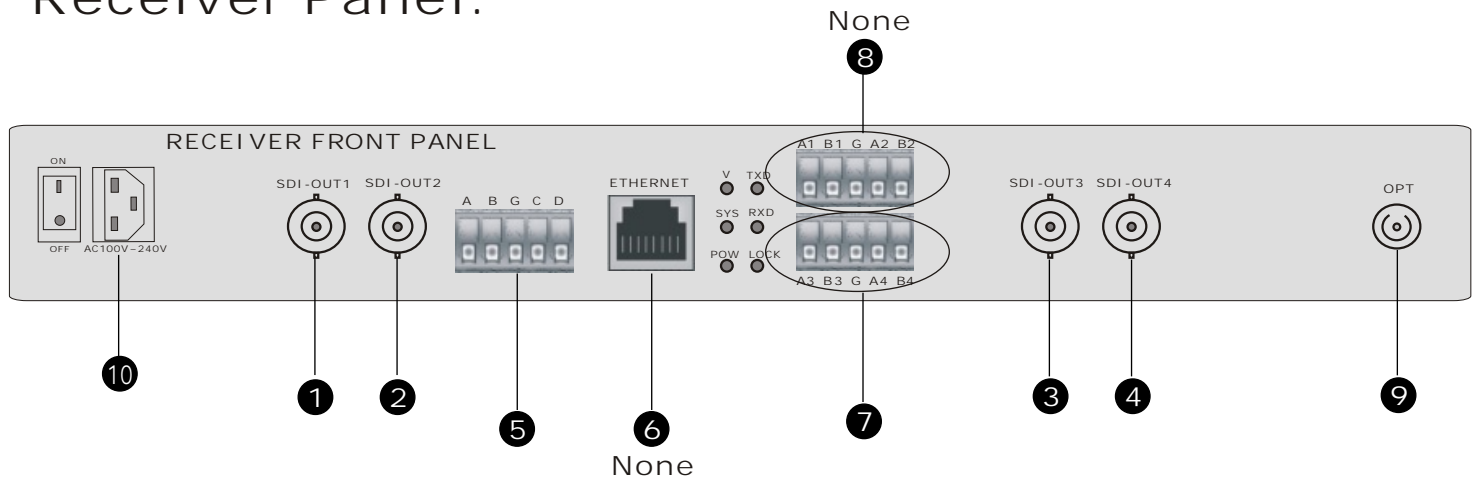 Receiver Panel:
None
8
RECEIVER FRONT PANEL
ON
OFF
AC100V~240V
SDI-OUT1 SDI-OUT2
A B G C D
ETHERNET
V TXD
SYS RXD
POW LOCK
A1 B1 G A2 B2
A3 B3 G A4 B4
SDI-OUT3 SDI-OUT4
OPT
10
1
2
5
6
None
7
3
4
9